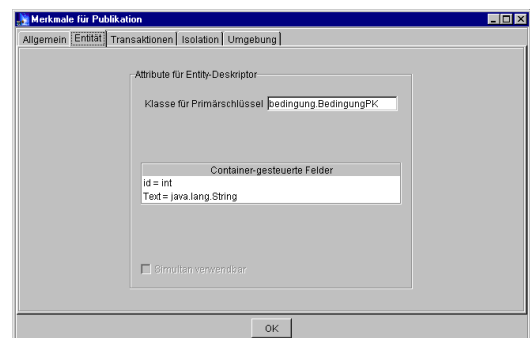 Merkmale für Publikation
Allgemein Entität Transaktionen Isolation Umgebung
Attribute für Entity-Deskriptor
Klasse für Primärschlüssel bedingung.BedingungPK
Container-gesteuerte Felder
id = int
Text = java.lang.String
Simultan verwendbar
OK